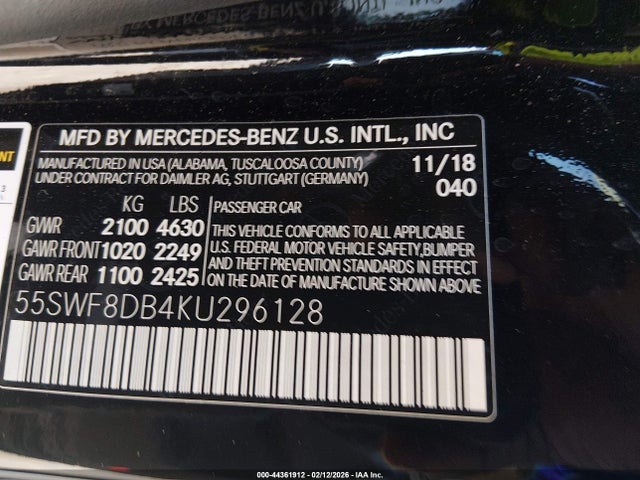 MFD BY MERCEDES-BENZ U.S. INTL., INC
MANUFACTURED IN USA (ALABAMA, TUSCALOOSA COUNTY)
UNDER CONTRACT FOR DAIMLER AG, STUTTGART (GERMANY)
11/18
040
KG LBS
GVWR 2100 4630
GAWR FRONT 1020 2249
GAWR REAR 1100 2425
PASSENGER CAR
THIS VEHICLE CONFORMS TO ALL APPLICABLE
U.S. FEDERAL MOTOR VEHICLE SAFETY, BUMPER
AND THEFT PREVENTION STANDARDS IN EFFECT
ON THE DATE OF MANUFACTURE SHOWN ABOVE.
55SWF8DB4KU296128
000-44361912 - 02/12/2026 - IAA Inc.